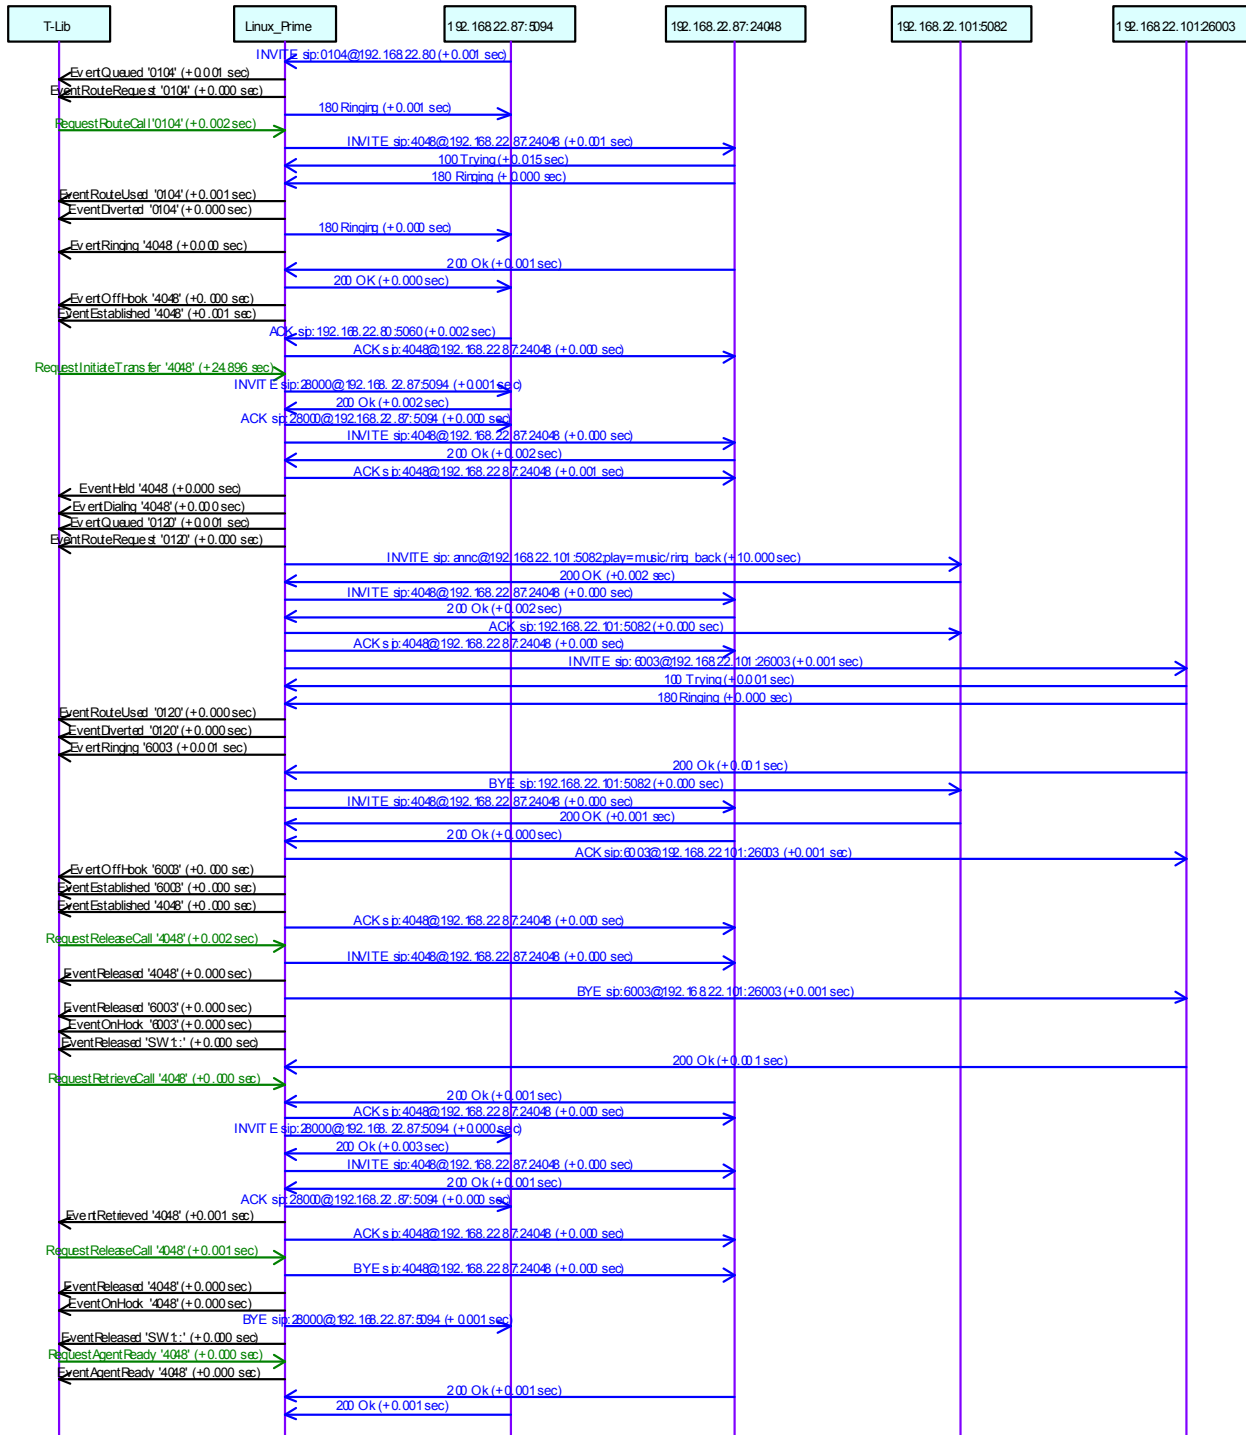 T-Lib
Linux_Prime
192.168.22.87:5094
192.168.22.87:24048
192.168.22.101:5082
192.168.22.101:26003
INVITE sip:0104@192.168.22.80 (+0.001 sec)
EventQueued '0104' (+0.001 sec)
EventRouteRequest '0104' (+0.000 sec)
180 Ringing (+0.001 sec)
RequestRouteCall '0104' (+0.002 sec)
INVITE sip:4048@192.168.22.87:24048 (+0.001 sec)
100 Trying (+0.015 sec)
180 Ringing (+0.000 sec)
EventRouteUsed '0104' (+0.001 sec)
EventDiverted '0104' (+0.000 sec)
180 Ringing (+0.000 sec)
EventRinging '4048' (+0.000 sec)
200 Ok (+0.001 sec)
200 OK (+0.000 sec)
EventOffHook '4048' (+0.000 sec)
EventEstablished '4048' (+0.001 sec)
ACK sip:192.168.22.80:5060 (+0.002 sec)
ACK sip:4048@192.168.22.87:24048 (+0.000 sec)
RequestInitiateTransfer '4048' (+24.896 sec)
INVITE sip:28000@192.168.22.87:5094 (+0.001 sec)
200 Ok (+0.002 sec)
ACK sip:28000@192.168.22.87:5094 (+0.000 sec)
INVITE sip:4048@192.168.22.87:24048 (+0.000 sec)
200 Ok (+0.002 sec)
ACK sip:4048@192.168.22.87:24048 (+0.001 sec)
EventHeld '4048' (+0.000 sec)
EventDialing '4048' (+0.000 sec)
EventQueued '0120' (+0.001 sec)
EventRouteRequest '0120' (+0.000 sec)
INVITE sip: annc@192.168.22.101:5082;play=music/ring_back (+10.000 sec)
200 OK (+0.002 sec)
INVITE sip:4048@192.168.22.87:24048 (+0.000 sec)
200 Ok (+0.002 sec)
ACK sip:192.168.22.101:5082 (+0.000 sec)
ACK sip:4048@192.168.22.87:24048 (+0.000 sec)
INVITE sip:6003@192.168.22.101:26003 (+0.001 sec)
100 Trying (+0.001 sec)
180 Ringing (+0.000 sec)
EventRouteUsed '0120' (+0.000 sec)
EventDiverted '0120' (+0.000 sec)
EventRinging '6003' (+0.001 sec)
200 Ok (+0.001 sec)
BYE sip:192.168.22.101:5082 (+0.000 sec)
INVITE sip:4048@192.168.22.87:24048 (+0.000 sec)
200 OK (+0.001 sec)
200 Ok (+0.000 sec)
ACK sip:6003@192.168.22.101:26003 (+0.001 sec)
EventOffHook '6003' (+0.000 sec)
EventEstablished '6003' (+0.000 sec)
EventEstablished '4048' (+0.000 sec)
ACK sip:4048@192.168.22.87:24048 (+0.000 sec)
RequestReleaseCall '4048' (+0.002 sec)
INVITE sip:4048@192.168.22.87:24048 (+0.000 sec)
EventReleased '4048' (+0.000 sec)
BYE sip:6003@192.168.22.101:26003 (+0.001 sec)
EventReleased '6003' (+0.000 sec)
EventOnHook '6003' (+0.000 sec)
EventReleased 'SW1::' (+0.000 sec)
200 Ok (+0.001 sec)
RequestRetrieveCall '4048' (+0.000 sec)
200 Ok (+0.001 sec)
ACK sip:4048@192.168.22.87:24048 (+0.000 sec)
INVITE sip:28000@192.168.22.87:5094 (+0.000 sec)
200 Ok (+0.003 sec)
INVITE sip:4048@192.168.22.87:24048 (+0.000 sec)
200 Ok (+0.001 sec)
ACK sip:28000@192.168.22.87:5094 (+0.000 sec)
EventRetrieved '4048' (+0.001 sec)
ACK sip:4048@192.168.22.87:24048 (+0.000 sec)
RequestReleaseCall '4048' (+0.001 sec)
BYE sip:4048@192.168.22.87:24048 (+0.000 sec)
EventReleased '4048' (+0.000 sec)
EventOnHook '4048' (+0.000 sec)
BYE sip:28000@192.168.22.87:5094 (+0.001 sec)
EventReleased 'SW1::' (+0.000 sec)
RequestAgentReady '4048' (+0.000 sec)
EventAgentReady '4048' (+0.000 sec)
200 Ok (+0.001 sec)
200 Ok (+0.001 sec)